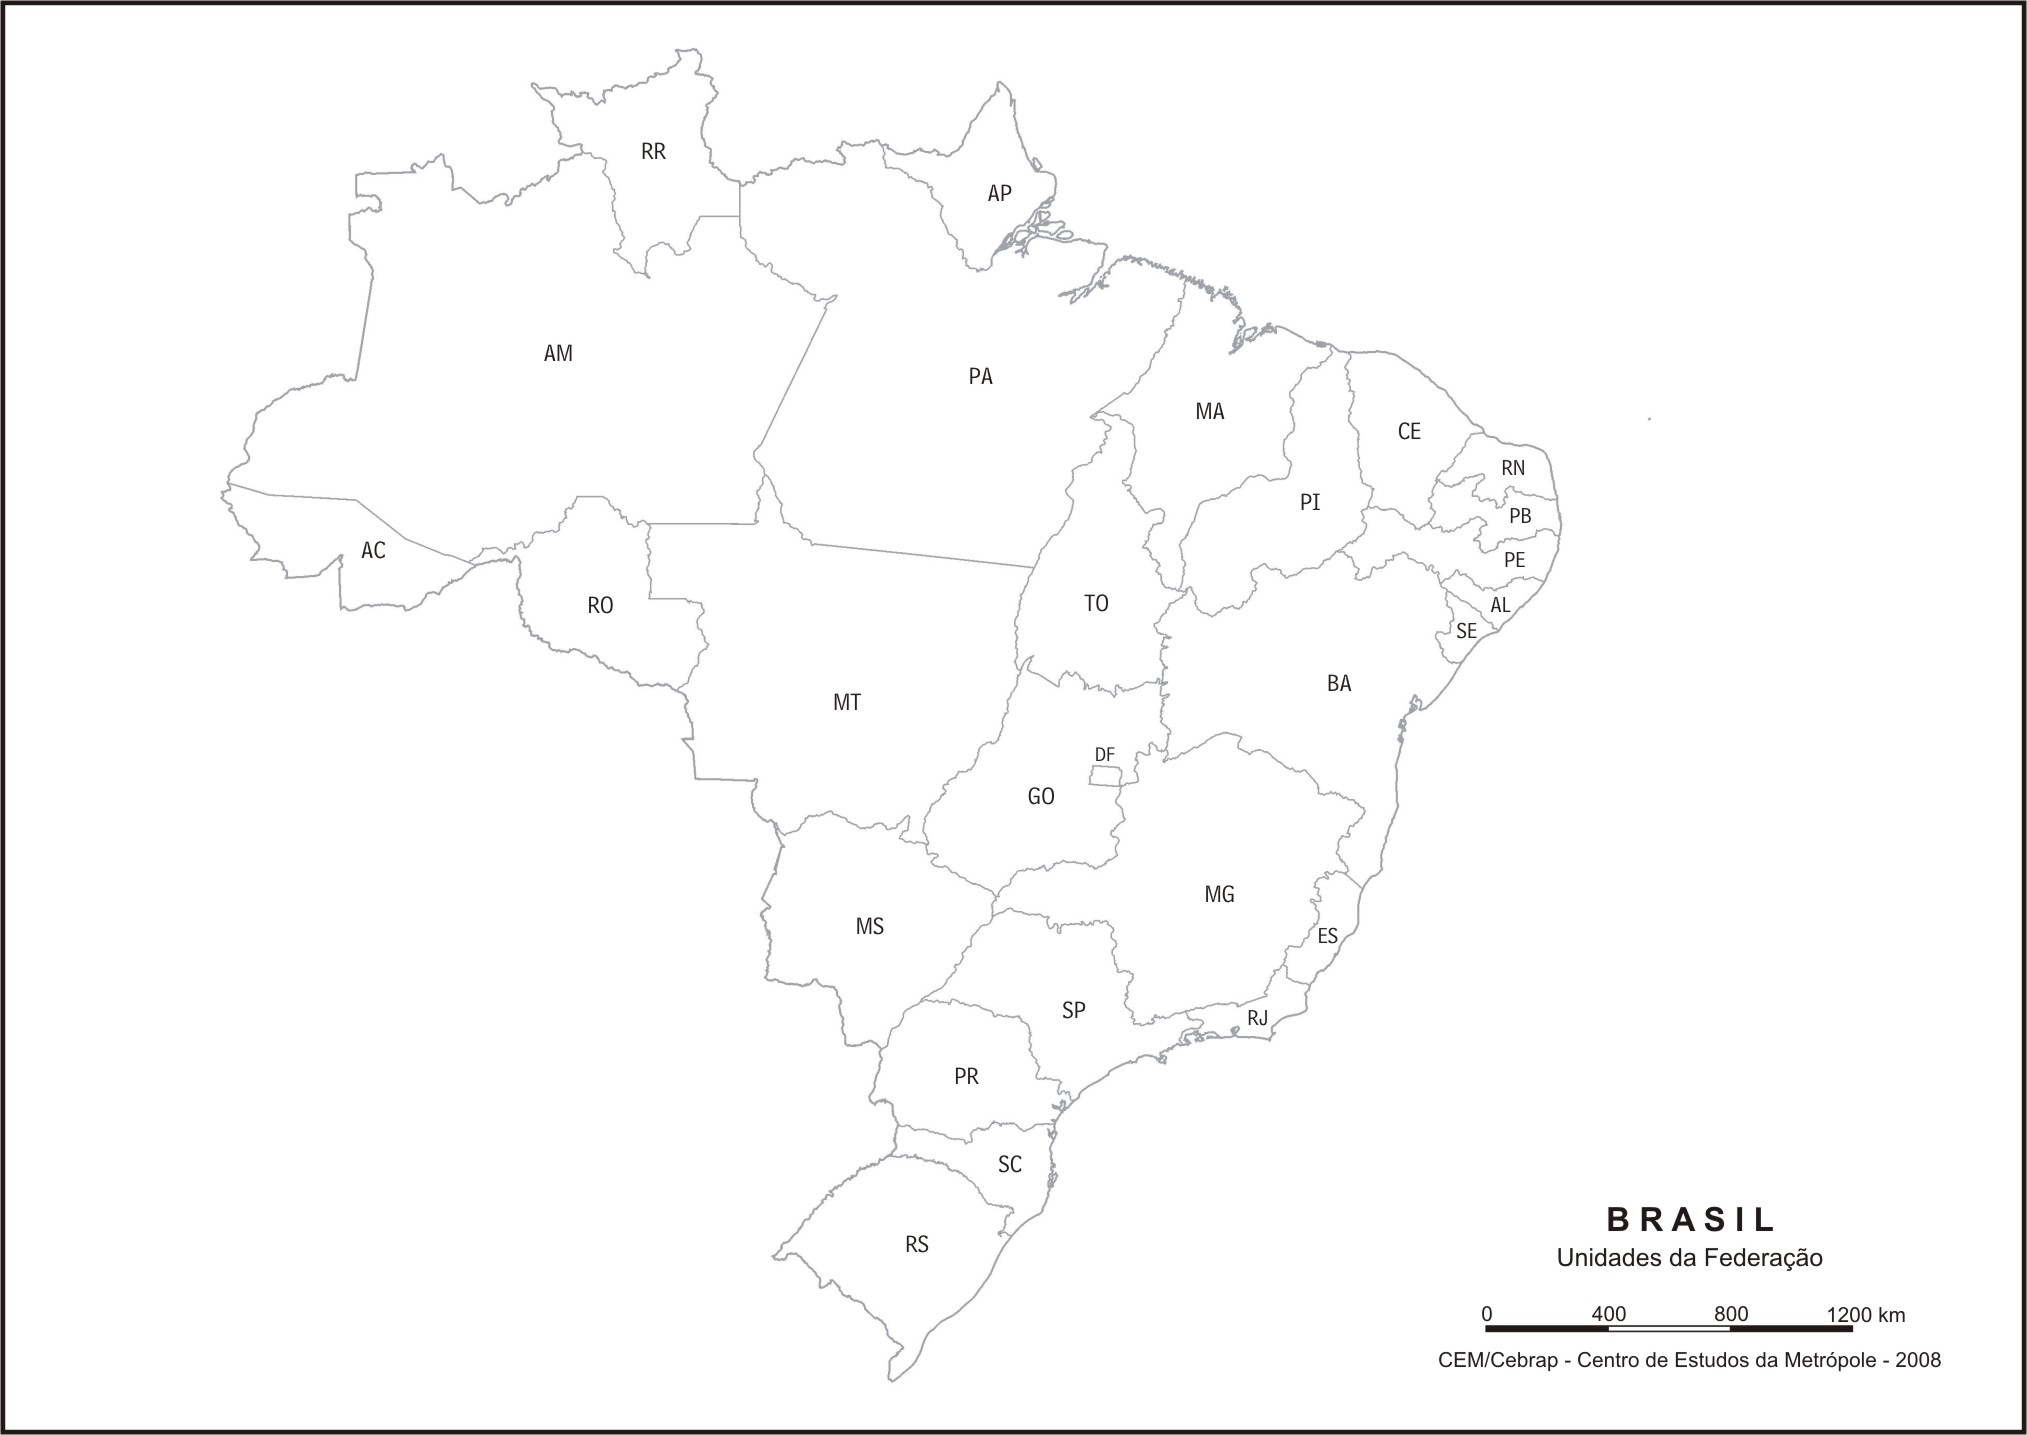 RR
AP
AM
PA
MA
CE
RN
PI
PB
AC
PE
RO
TO
AL
SE
BA
MT
DF
GO
MG
MS
ES
SP
RJ
PR
SC
RS
BRASIL
Unidades da Federação
0 400 800 1200 km
CEM/Cebrap - Centro de Estudos da Metrópole - 2008